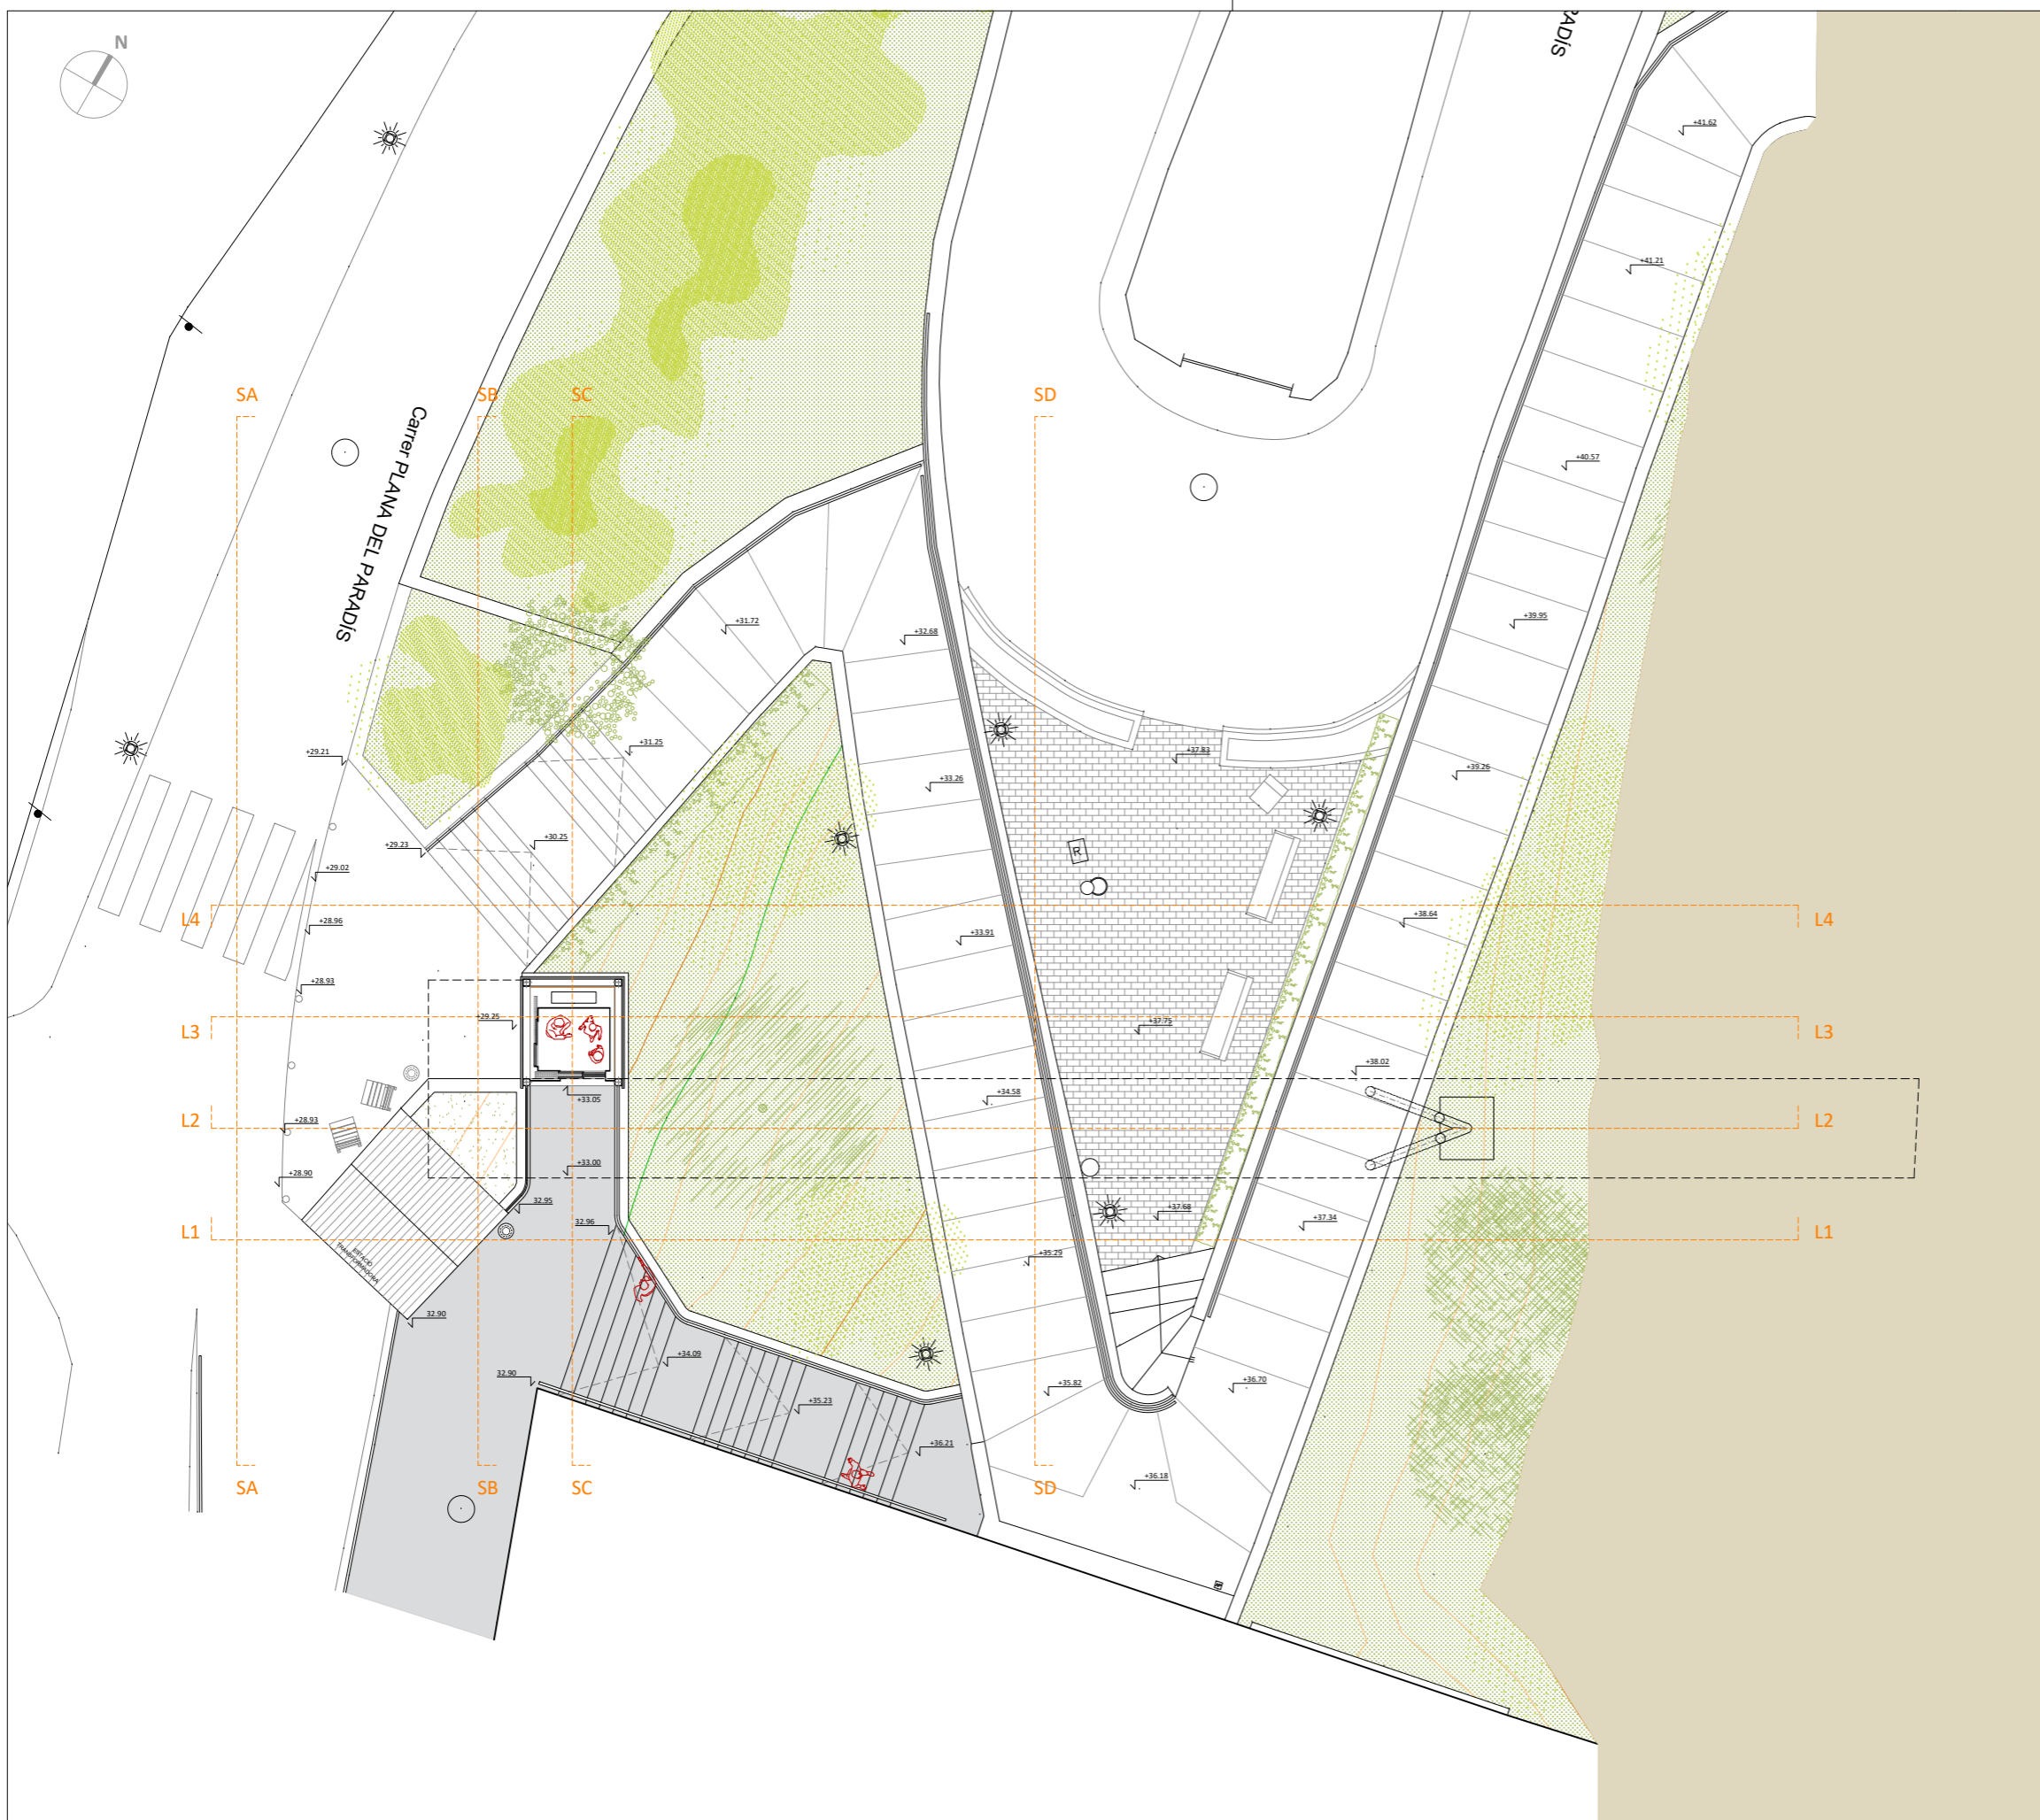 PADÍS
N
+41.62
+41.21
SA
SB
SC
SD
Carrer PLANA DEL PARADÍS
+40.57
+39.95
+31.72
+32.68
+29.21
+31.25
+37.83
+33.26
+39.26
+29.23
+30.25
R
+29.02
L4
+28.96
+33.91
+38.64
L4
+28.93
L3
+29.25
+37.75
L3
+38.02
+33.05
+34.58
L2
+28.93
L2
+33.00
+28.90
32.95
L1
32.96
+37.68
+37.34
L1
+35.29
ESTACIÓ
TRANSFORMADORA
32.90
+34.09
32.90
+35.82
+36.70
+35.23
+36.21
+36.18
SA
SB
SC
SD